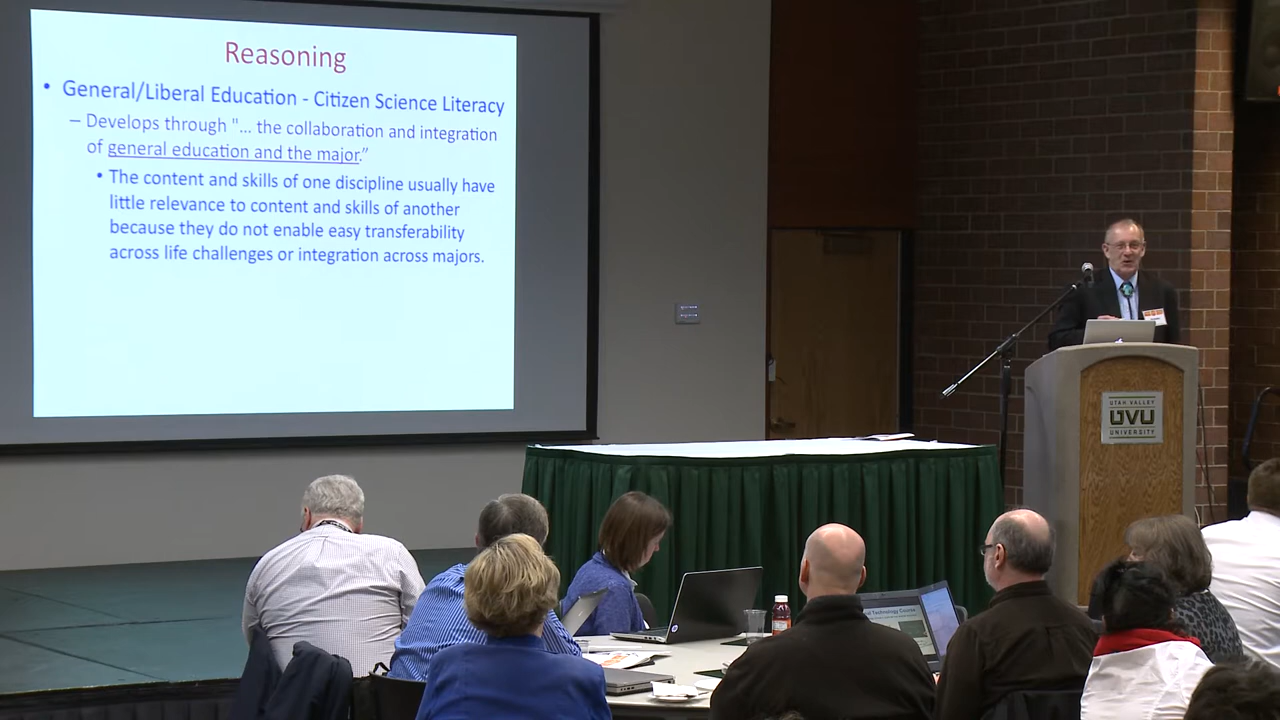 Reasoning
• General/Liberal Education - Citizen Science Literacy
– Develops through "... the collaboration and integration
of general education and the major.”
• The content and skills of one discipline usually have
little relevance to content and skills of another
because they do not enable easy transferability
across life challenges or integration across majors.
UTAH VALLEY
UVU
UNIVERSITY
Technology Course